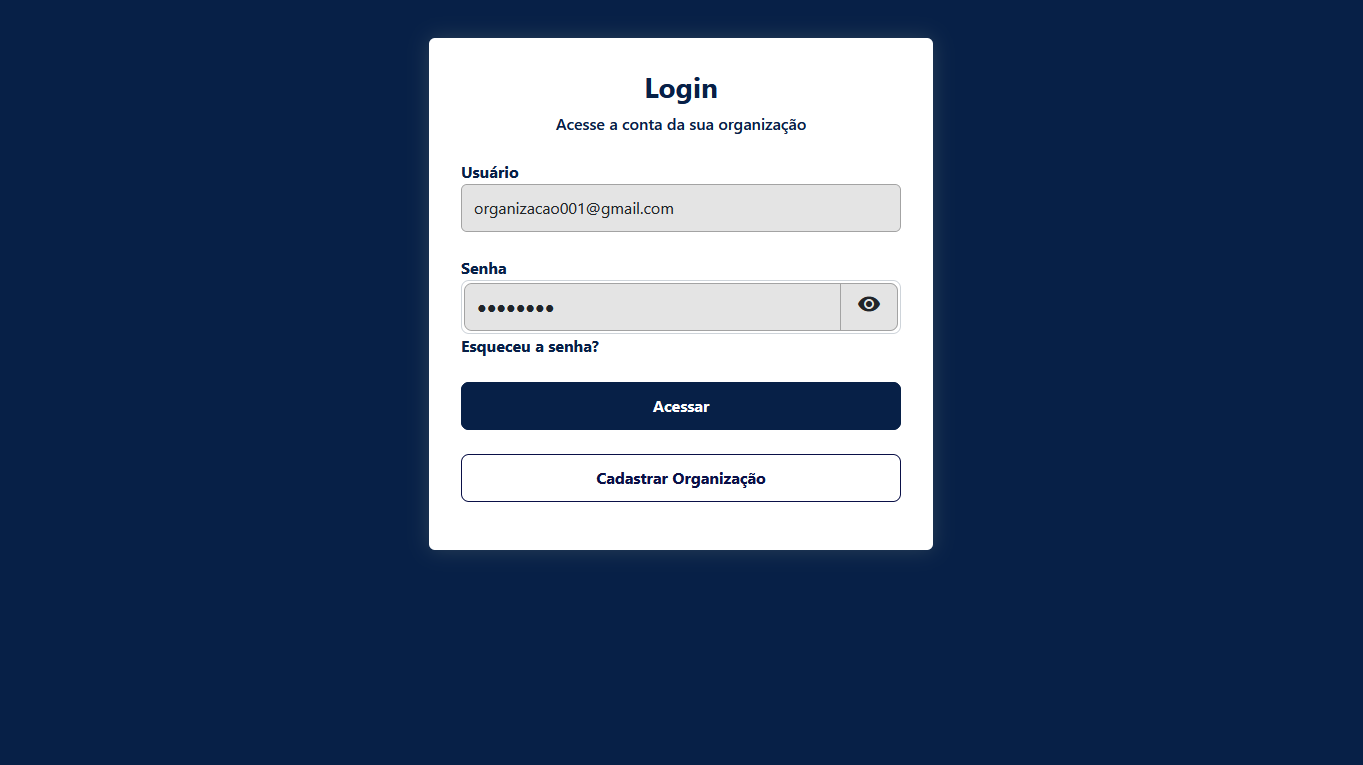 Login
Acesse a conta da sua organização
Usuário
organizacao001@gmail.com
Senha
••••••••
Esqueceu a senha?
Acessar
Cadastrar Organização